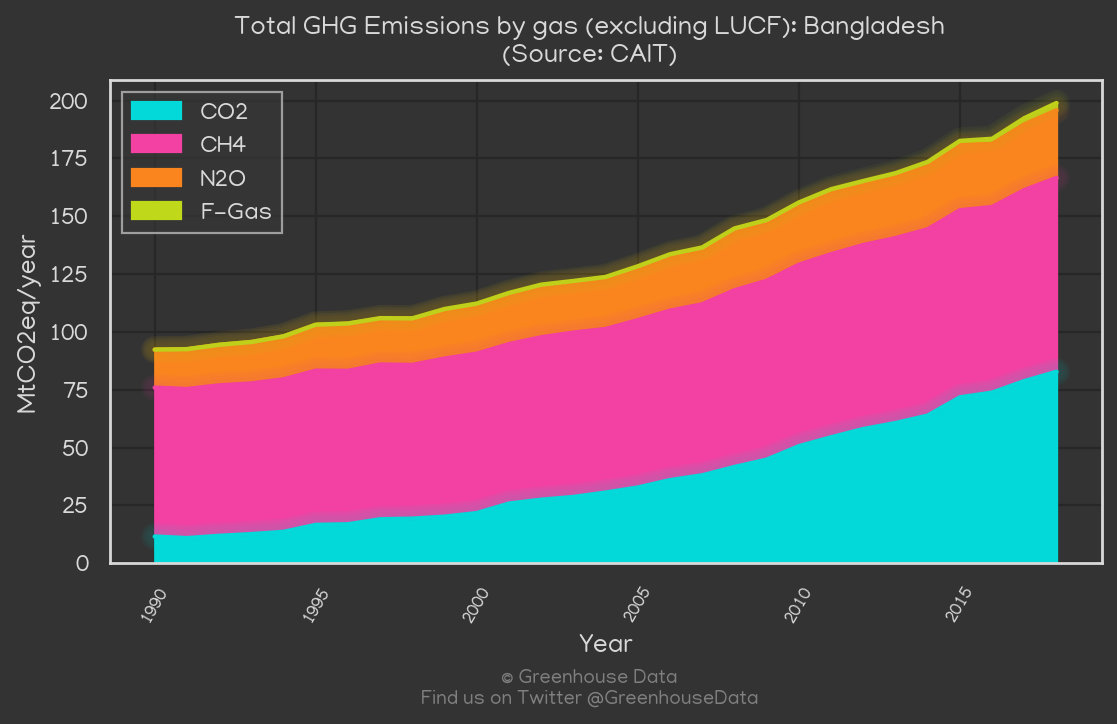 Total GHG Emissions by gas (excluding LUCF): Bangladesh
(Source: CAIT)
CO2
CH4
N2O
F-Gas
MtCO2eq/year
200
175
150
125
100
75
50
25
0
1990
1995
2000
2005
2010
2015
Year
© Greenhouse Data
Find us on Twitter @GreenhouseData